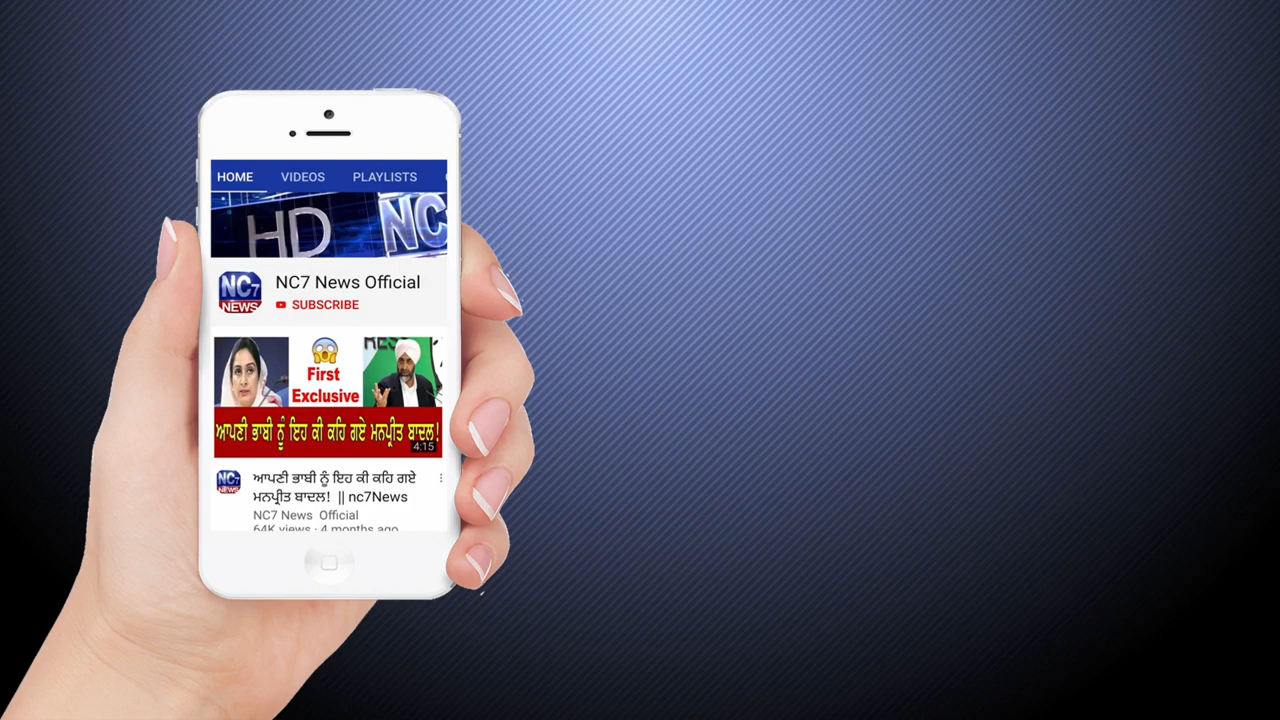 HOME VIDEOS PLAYLISTS
HD NC
NC7 NEWS
NC7 News Official
SUBSCRIBE
First
Exclusive
ਆਪਣੀ ਭਾਬੀ ਨੂੰ ਇਹ ਕੀ ਕਹਿ ਗਏ ਮਨਪ੍ਰੀਤ ਬਾਦਲ!
4:15
NC7 NEWS
ਆਪਣੀ ਭਾਬੀ ਨੂੰ ਇਹ ਕੀ ਕਹਿ ਗਏ
ਮਨਪ੍ਰੀਤ ਬਾਦਲ! || nc7News
NC7 News Official
64K views · 4 months ago